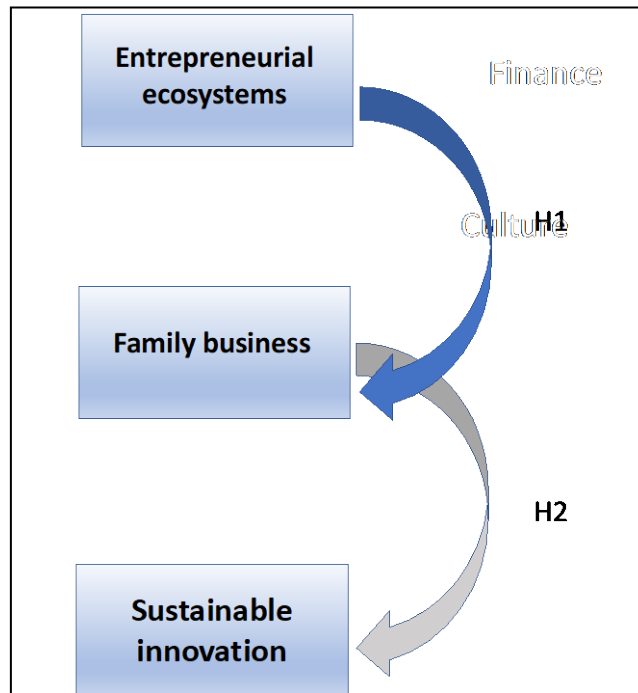 Entrepreneurial
ecosystems
Finance
Culture
H1
Family business
H2
Sustainable
innovation